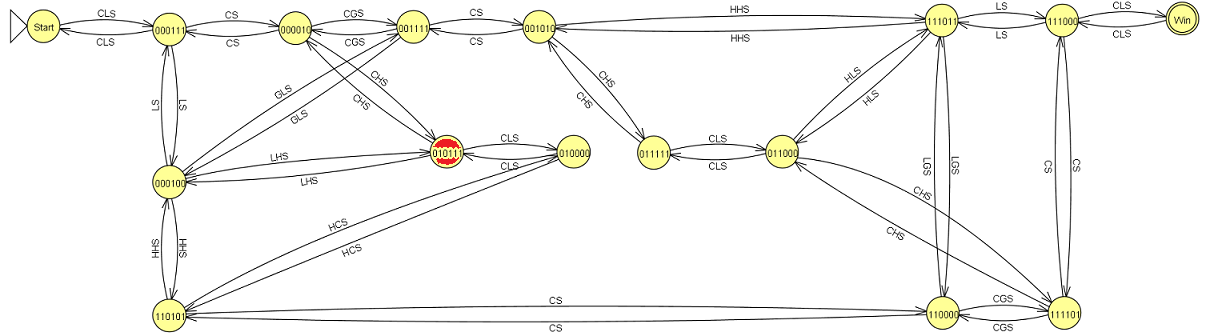 HHS
CLS
CS
CGS
CS
LS
CLS
Start
000111
000010
001111
001010
111011
111000
Win
CLS
CS
CGS
CS
HHS
LS
CLS
GLS
CHS
CHS
HLS
LS
LS
GLS
CHS
CHS
HLS
CLS
CLS
LHS
010111
010000
011111
011000
LGS
LGS
CS
CS
CLS
CLS
000100
LHS
CHS
HCS
HHS
HHS
CHS
HCS
CS
CGS
110101
110000
111101
CS
CGS